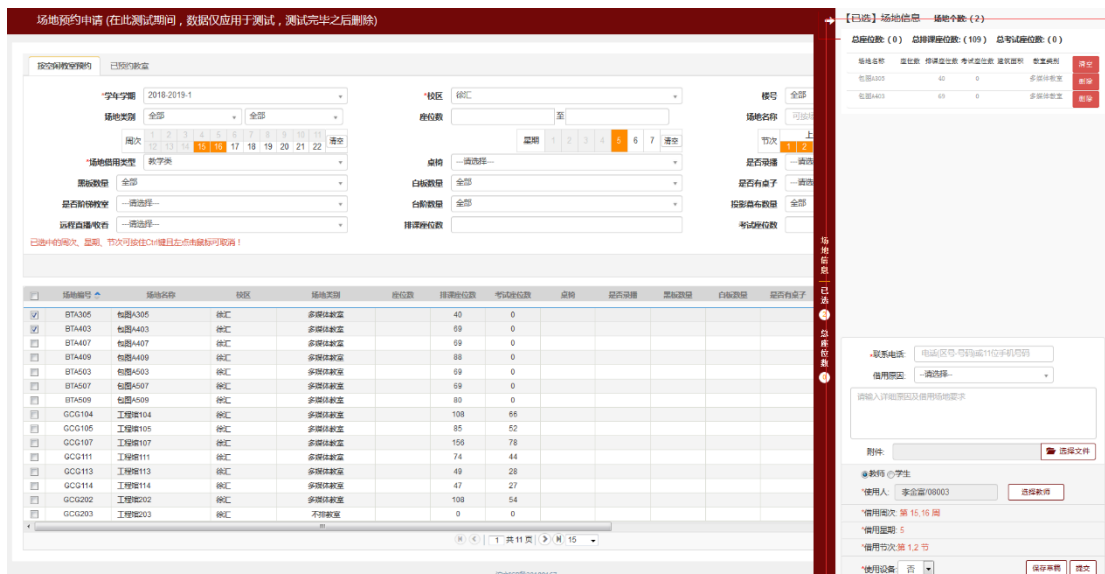 场地预约申请 (在此测试期间，数据仅应用于测试，测试完毕之后删除)
按空闲教室预约 已预约教室
*学年学期 2018-2019-1 *校区 徐汇 楼号 全部
场地类别 全部 全部 座位数 至 场地名称 可按场
周次 1 2 3 4 5 6 7 8 9 10 11 清空 星期 1 2 3 4 5 6 7 清空 节次 上
12 13 14 15 16 17 18 19 20 21 22 1 2
*场地借用类型 教学类 桌椅 ---请选择--- 是否录播 ---请选
黑板数量 全部 白板数量 全部 是否有桌子 ---请选
是否阶梯教室 ---请选择--- 台阶数量 全部 投影幕布数量 全部
远程直播/收看 ---请选择--- 排课座位数 考试座位数
已选中的周次、星期、节次可按住Ctrl键且左点击鼠标可取消！
场地编号 场地名称 校区 场地类别 座位数 排课座位数 考试座位数 桌椅 是否录播 黑板数量 白板数量 是否有桌子
BTA305 包图A305 徐汇 多媒体教室 40 0
BTA403 包图A403 徐汇 多媒体教室 69 0
BTA407 包图A407 徐汇 多媒体教室 69 0
BTA409 包图A409 徐汇 多媒体教室 88 0
BTA503 包图A503 徐汇 多媒体教室 69 0
BTA507 包图A507 徐汇 多媒体教室 69 0
BTA509 包图A509 徐汇 多媒体教室 80 0
GCG104 工程馆104 徐汇 多媒体教室 108 66
GCG105 工程馆105 徐汇 多媒体教室 85 52
GCG107 工程馆107 徐汇 多媒体教室 156 78
GCG111 工程馆111 徐汇 多媒体教室 74 44
GCG113 工程馆113 徐汇 多媒体教室 49 28
GCG114 工程馆114 徐汇 多媒体教室 47 27
GCG202 工程馆202 徐汇 多媒体教室 108 54
GCG203 工程馆203 徐汇 不排教室 0 0
1 共11页 15
场地信息 已选 总座位数
【已选】场地信息 场地个数:(2)
总座位数:(0) 总排课座位数:(109) 总考试座位数:(0)
场地名称 座位数 排课座位数 考试座位数 建筑面积 教室类别 清空
包图A305 40 0 多媒体教室 删除
包图A403 69 0 多媒体教室 删除
*联系电话: 电话(区号-号码)或11位手机号码
借用原因: --请选择--
请输入详细原因及借用场地要求
附件: 选择文件
教师 学生
*使用人: 李金富/08003 选择教师
*借用周次: 第 15,16 周
*借用星期: 5
*借用节次:第 1,2 节
*使用设备: 否 保存草稿 提交